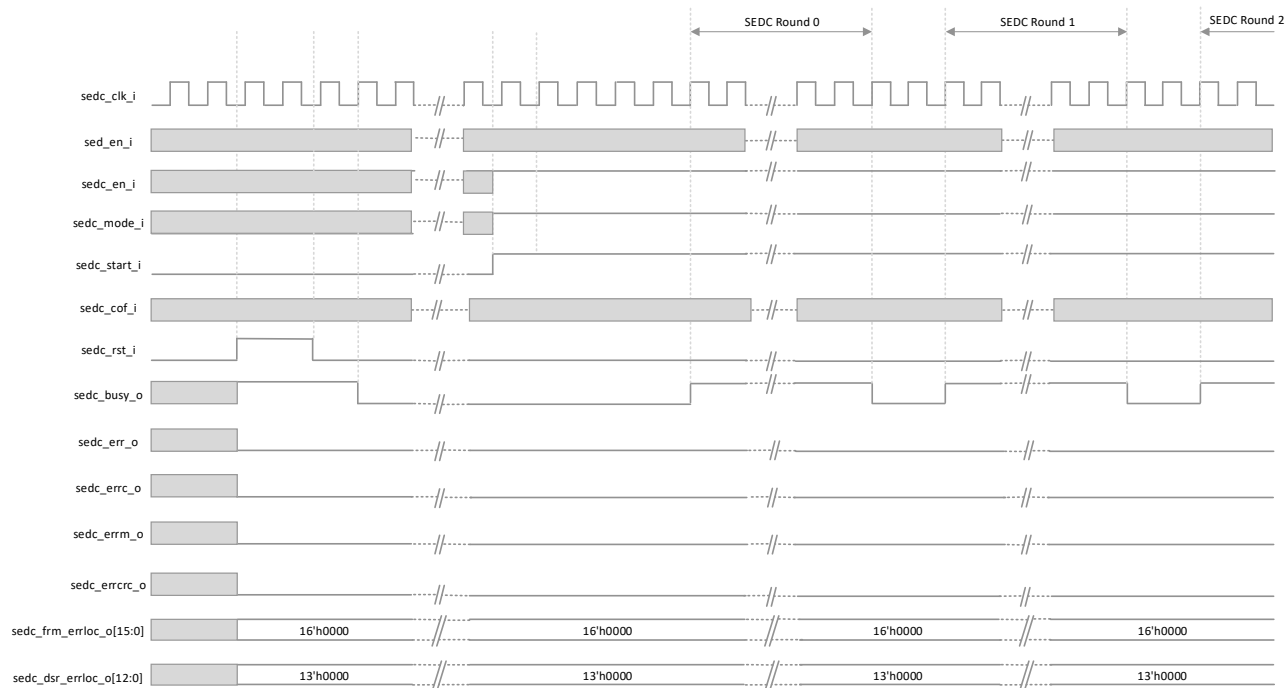 SEDC Round 0
SEDC Round 1
SEDC Round 2
sedc_clk_i
sed_en_i
sedc_en_i
sedc_mode_i
sedc_start_i
sedc_cof_i
sedc_rst_i
sedc_busy_o
sedc_err_o
sedc_errc_o
sedc_errm_o
sedc_errcrc_o
sedc_frm_errloc_o[15:0] 16'h0000 16'h0000 16'h0000 16'h0000
sedc_dsr_errloc_o[12:0] 13'h0000 13'h0000 13'h0000 13'h0000